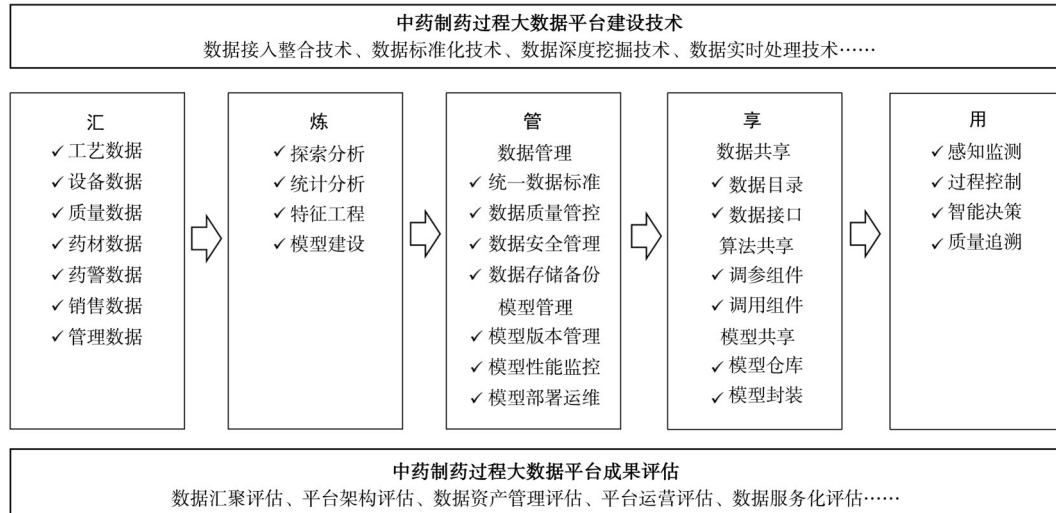 中药制药过程大数据平台建设技术
数据接入整合技术、数据标准化技术、数据深度挖掘技术、数据实时处理技术……
汇
✓ 工艺数据
✓ 设备数据
✓ 质量数据
✓ 药材数据
✓ 药警数据
✓ 销售数据
✓ 管理数据
炼
✓ 探索分析
✓ 统计分析
✓ 特征工程
✓ 模型建设
管
数据管理
✓ 统一数据标准
✓ 数据质量管控
✓ 数据安全管理
✓ 数据存储备份
模型管理
✓ 模型版本管理
✓ 模型性能监控
✓ 模型部署运维
享
数据共享
✓ 数据目录
✓ 数据接口
算法共享
✓ 调参组件
✓ 调用组件
模型共享
✓ 模型仓库
✓ 模型封装
用
✓ 感知监测
✓ 过程控制
✓ 智能决策
✓ 质量追溯
中药制药过程大数据平台成果评估
数据汇聚评估、平台架构评估、数据资产管理评估、平台运营评估、数据服务化评估……